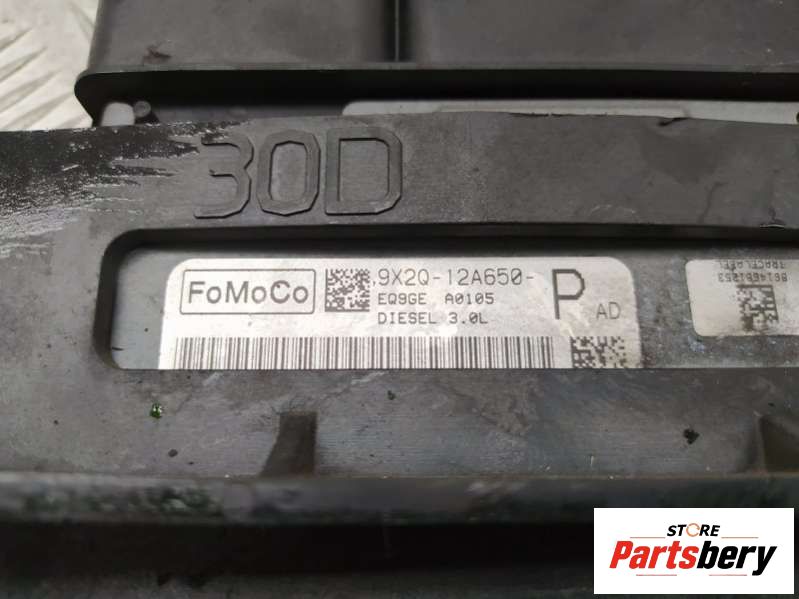 30D
FoMoCo
9X2Q-12A650-
P
AD
EQ9GE A0105
DIESEL 3.0L
STORE
Partsbery